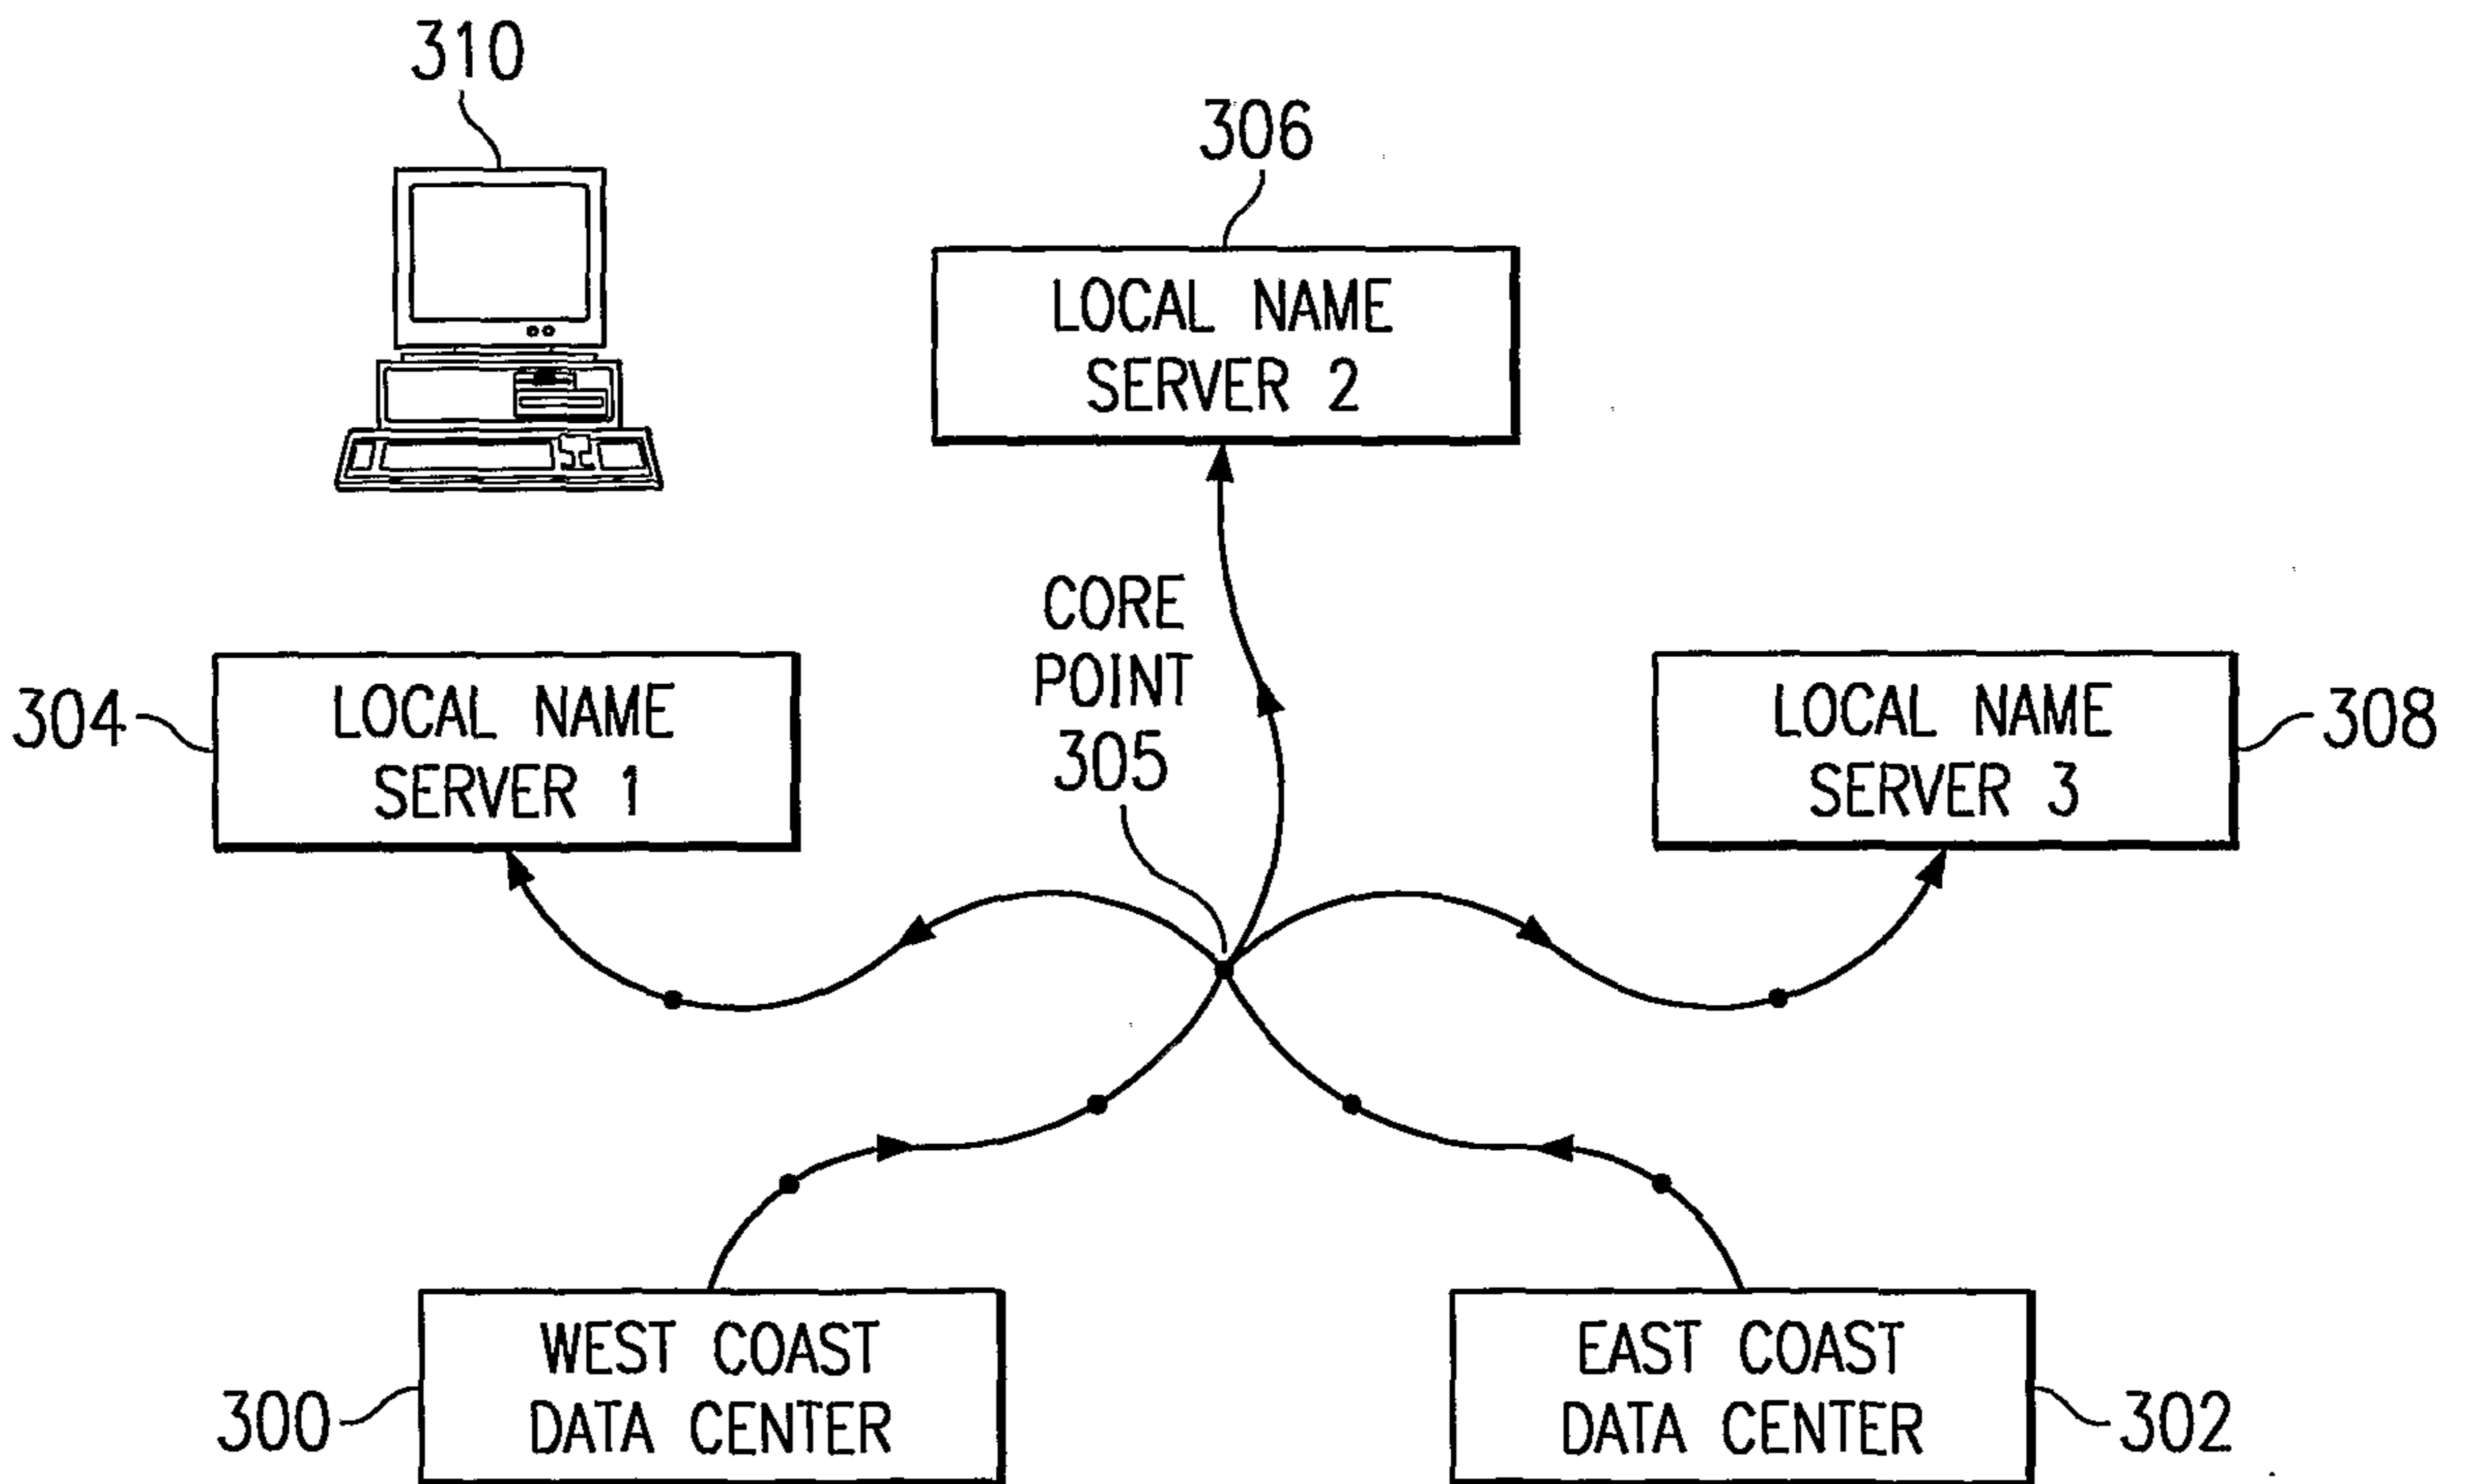 310
306
LOCAL NAME
SERVER 2
CORE
POINT
305
304
LOCAL NAME
SERVER 1
LOCAL NAME
SERVER 3
308
300
WEST COAST
DATA CENTER
EAST COAST
DATA CENTER
302